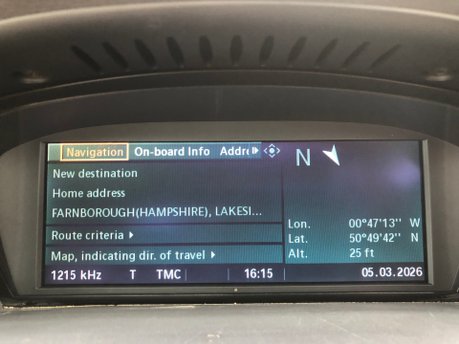 Navigation On-board Info Addre
New destination
Home address
FARNBOROUGH(HAMPSHIRE), LAKESI...
Route criteria
Map, indicating dir. of travel
N
Lon. 00°47'13'' W
Lat. 50°49'42'' N
Alt. 25 ft
1215 kHz T TMC 16:15 05.03.2026